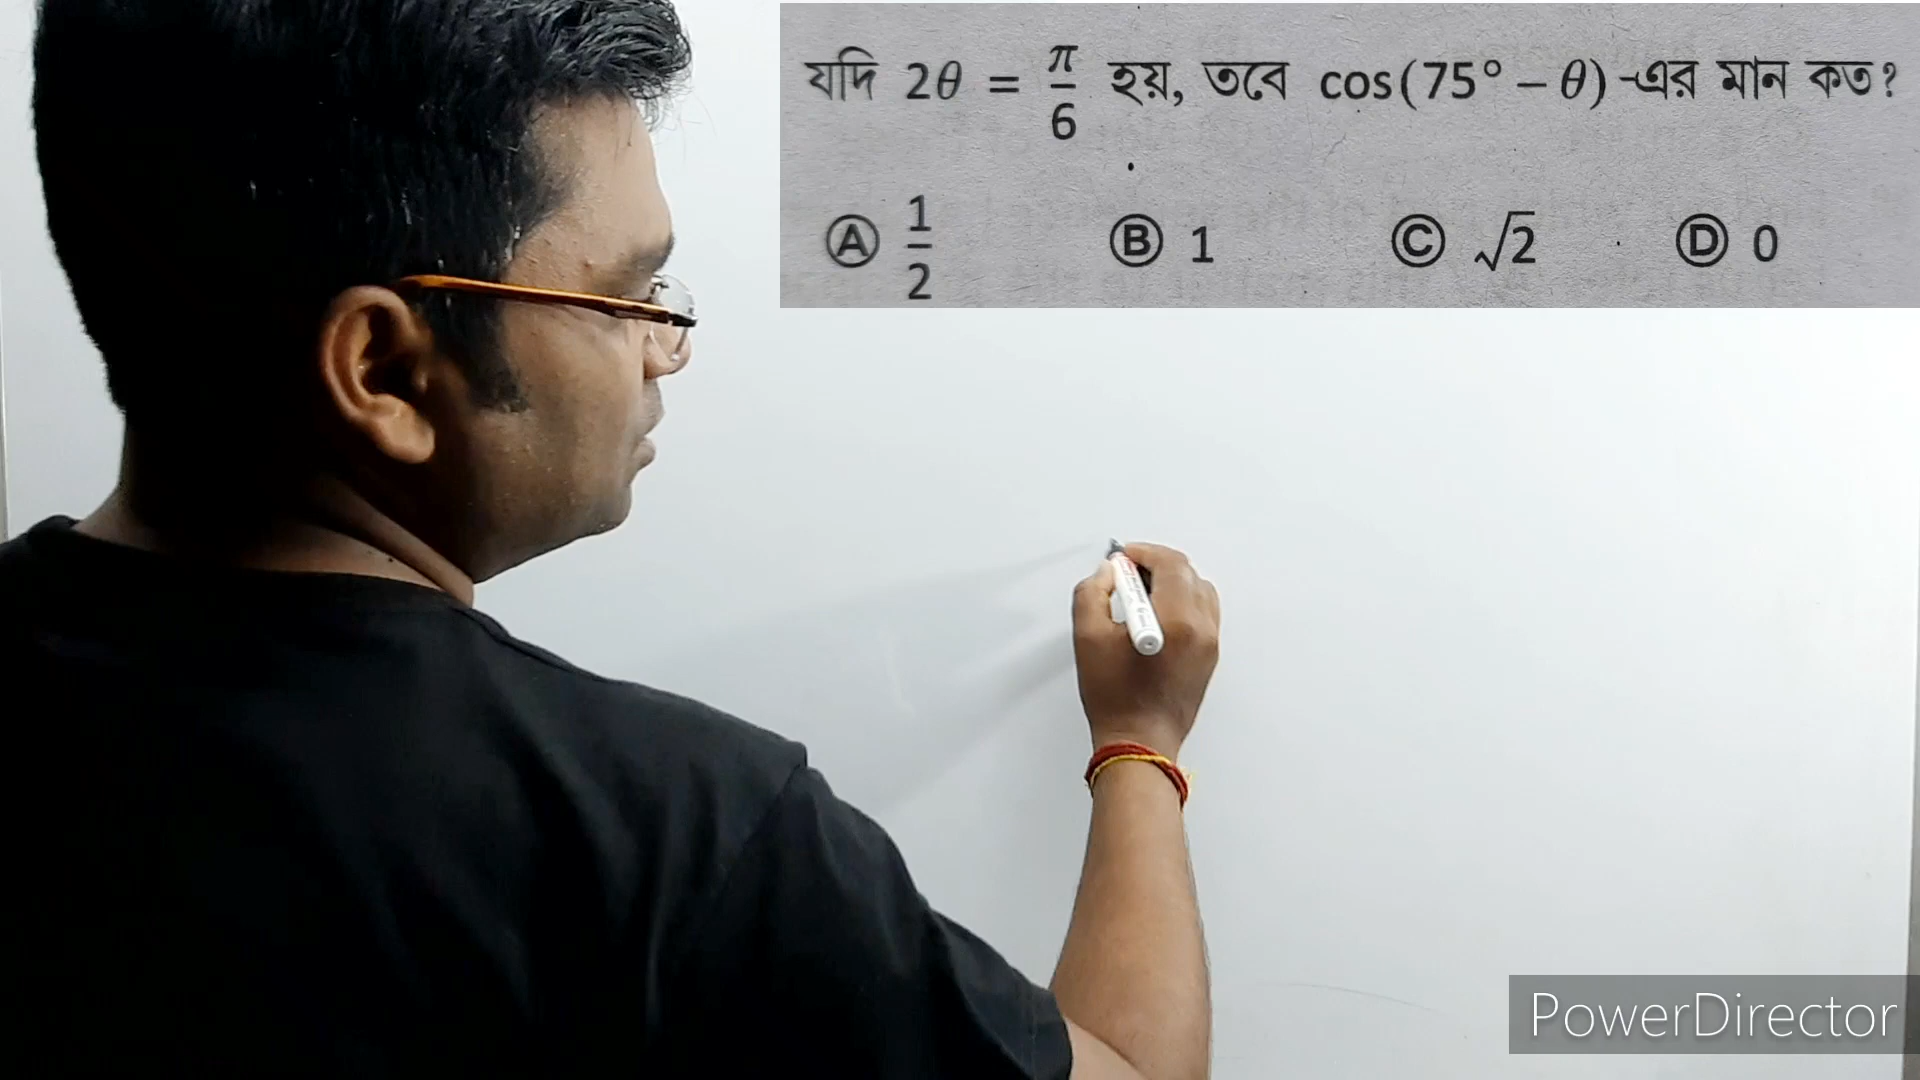 যদি 2θ = π/6 হয়, তবে cos(75° – θ) -এর মান কত?
Ⓐ 1/2 Ⓑ 1 Ⓒ √2 Ⓓ 0
PowerDirector